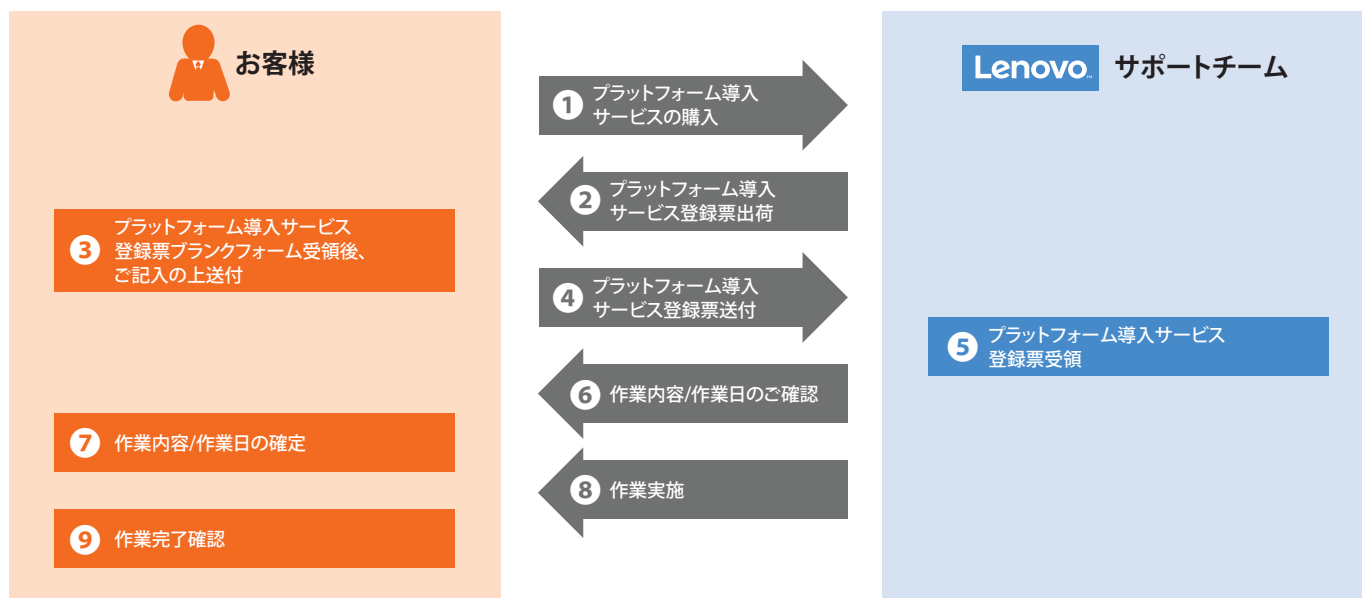 お客様
Lenovo サポートチーム
1 プラットフォーム導入
サービスの購入
2 プラットフォーム導入
サービス登録票出荷
3 プラットフォーム導入サービス
登録票ブランクフォーム受領後、
ご記入の上送付
4 プラットフォーム導入
サービス登録票送付
5 プラットフォーム導入サービス
登録票受領
6 作業内容/作業日のご確認
7 作業内容/作業日の確定
8 作業実施
9 作業完了確認